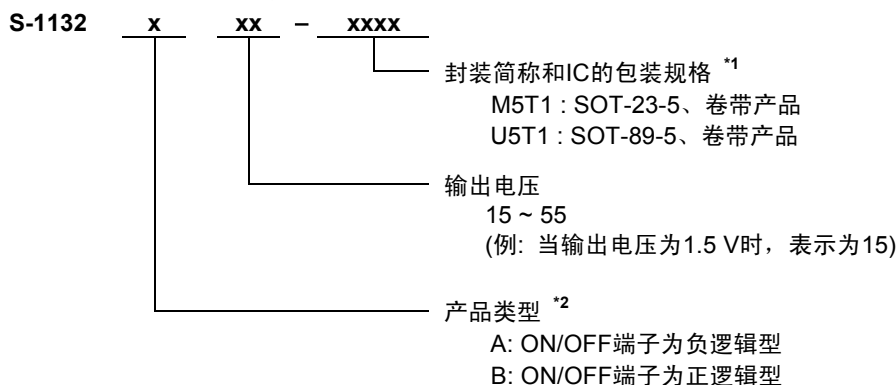 S-1132 x xx – xxxx
封装简称和IC的包装规格 *1
M5T1 : SOT-23-5、卷带产品
U5T1 : SOT-89-5、卷带产品
输出电压
15 ~ 55
(例: 当输出电压为1.5 V时，表示为15)
产品类型 *2
A: ON/OFF端子为负逻辑型
B: ON/OFF端子为正逻辑型